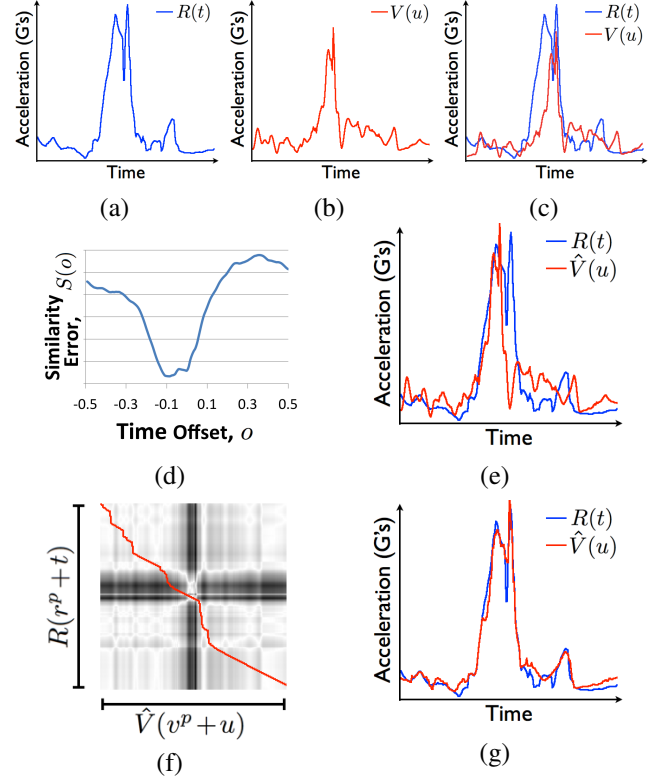 Acceleration (G's)
R(t)
Time
(a)
Acceleration (G's)
V(u)
Time
(b)
Acceleration (G's)
R(t)
V(u)
Time
(c)
Similarity
Error, S(o)
-0.5 -0.3 -0.1 0.1 0.3 0.5
Time Offset, o
(d)
Acceleration (G's)
R(t)
V̂(u)
Time
(e)
R(r^p+t)
V̂(v^p+u)
(f)
Acceleration (G's)
R(t)
V̂(u)
Time
(g)